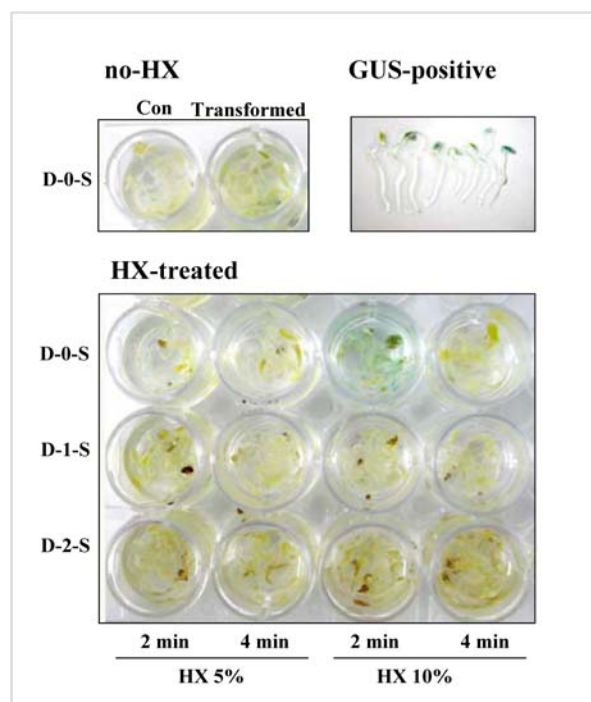 no-HX GUS-positive
Con Transformed
D-0-S
HX-treated
D-0-S
D-1-S
D-2-S
2 min 4 min 2 min 4 min
HX 5% HX 10%